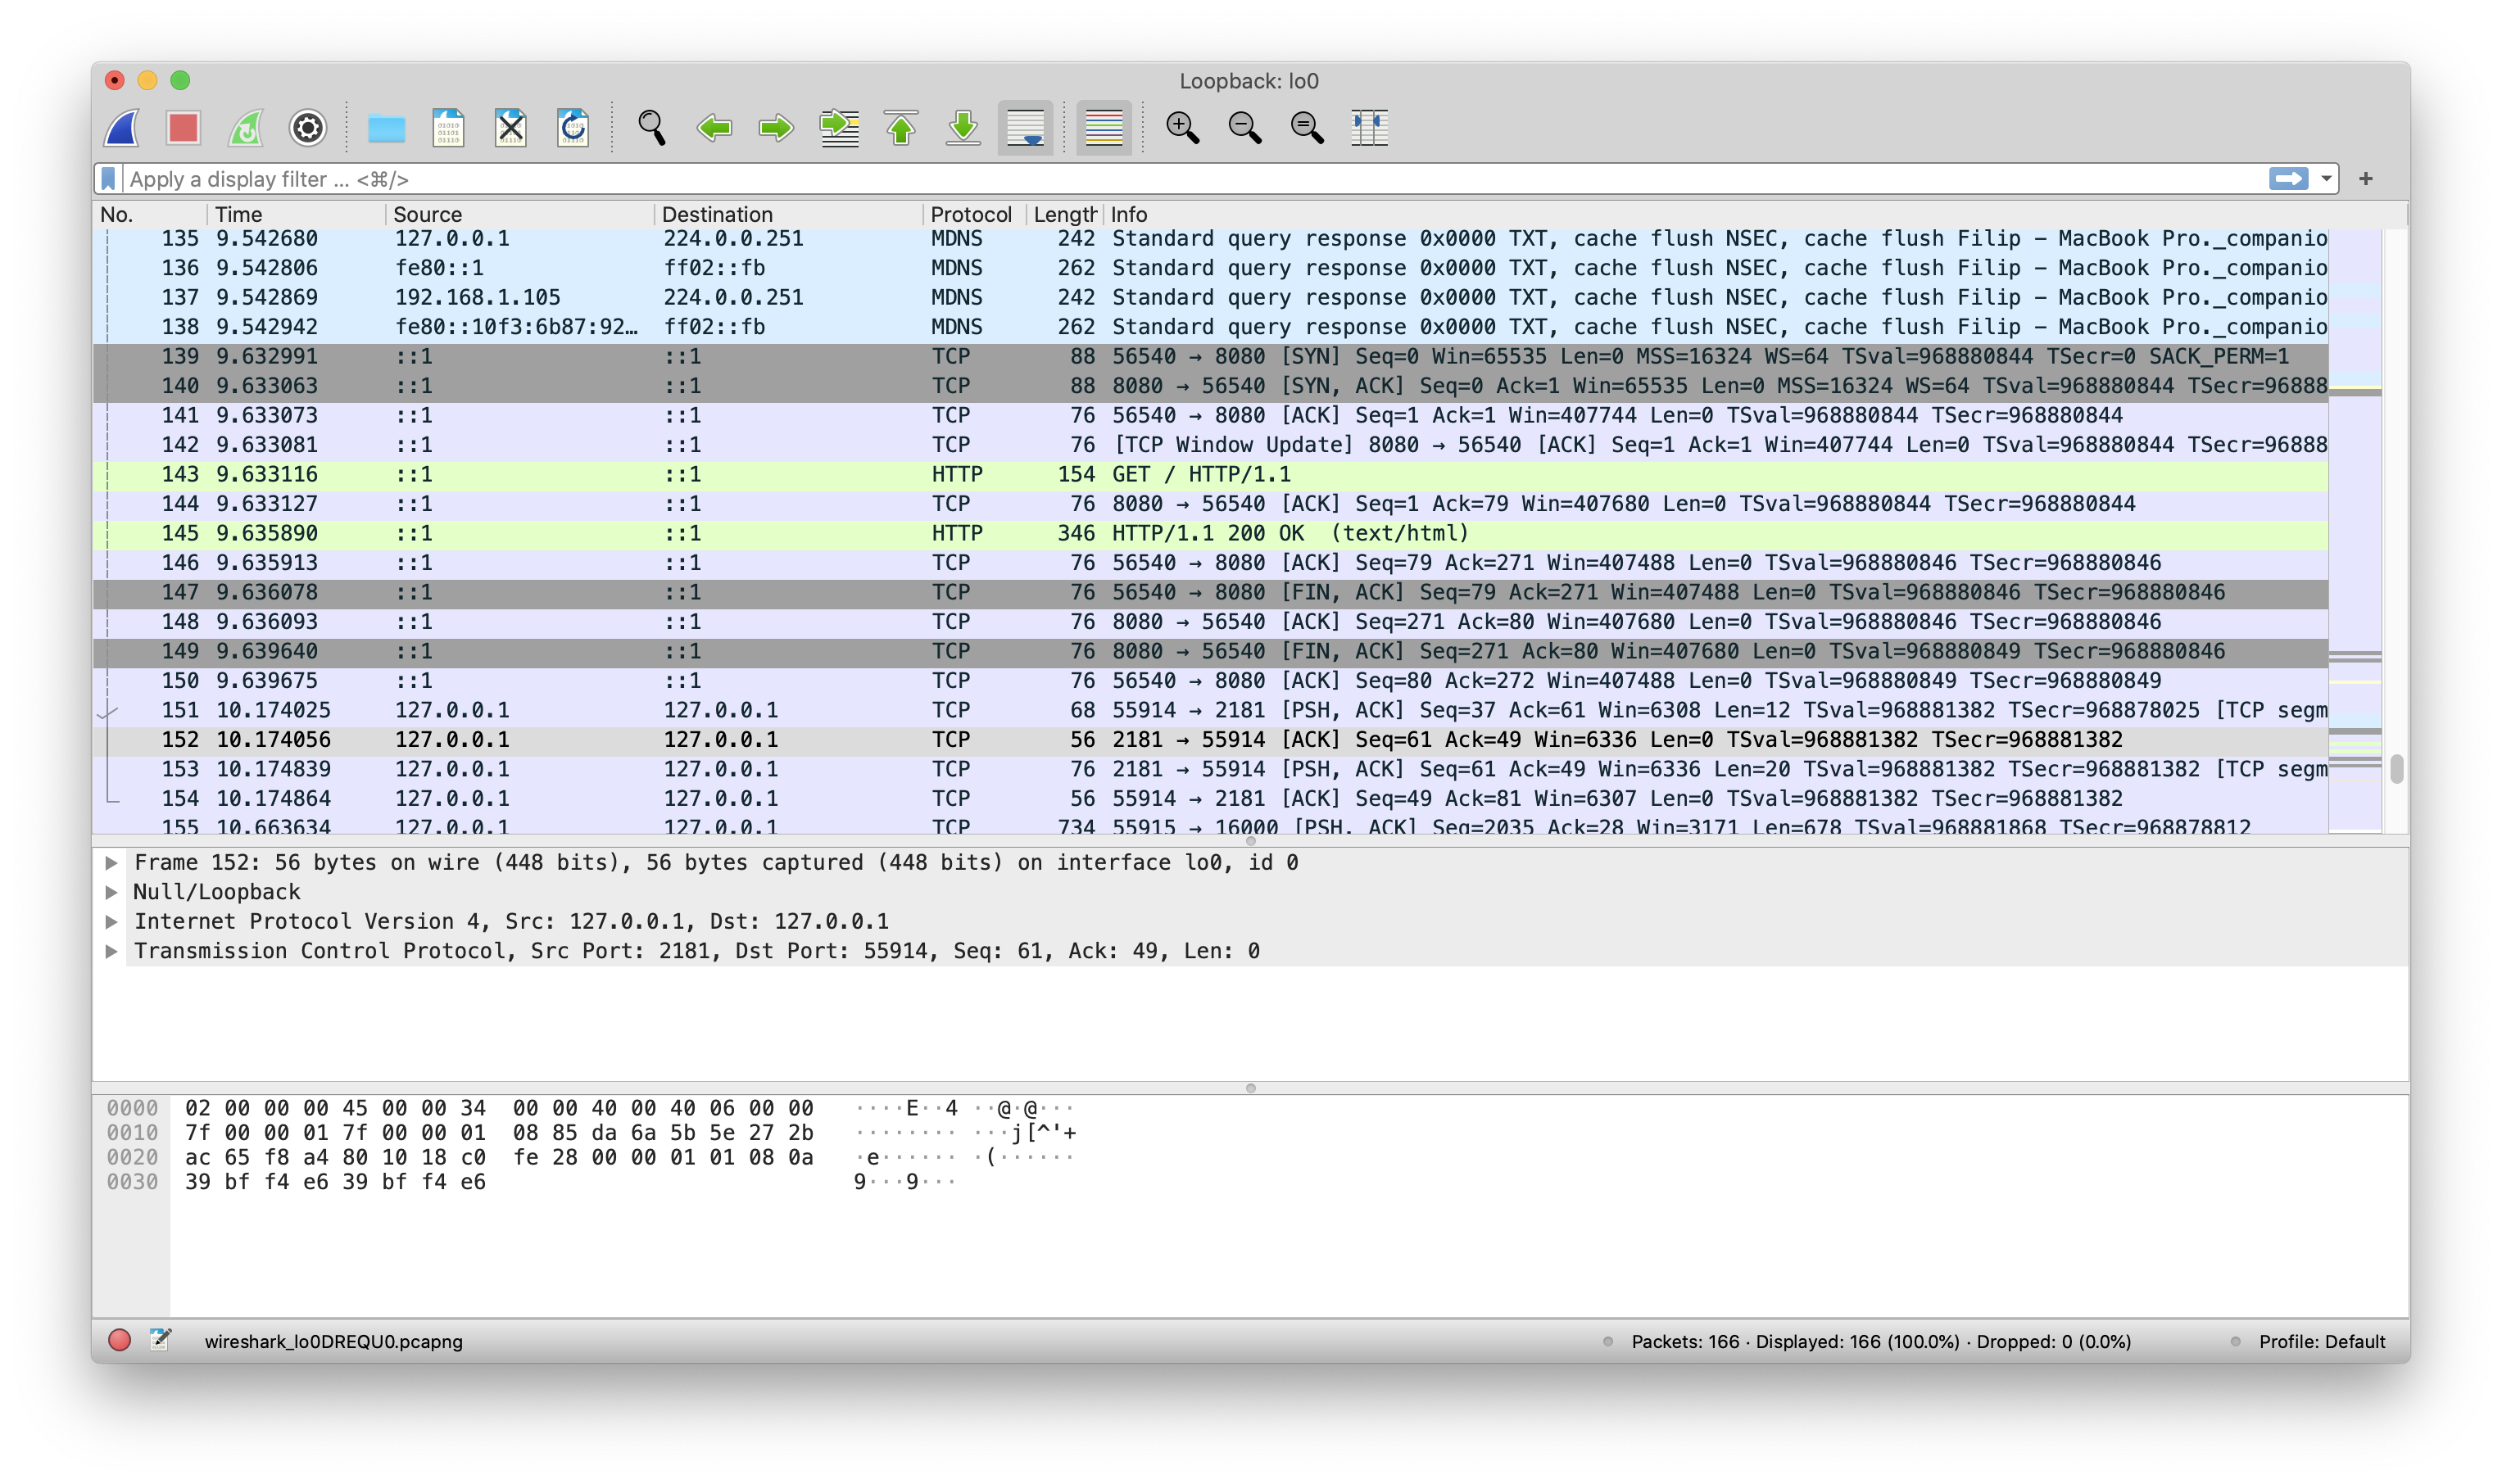 Loopback: lo0
Apply a display filter ... <⌘/>
+
No. Time Source Destination Protocol Length Info
135 9.542680 127.0.0.1 224.0.0.251 MDNS 242 Standard query response 0x0000 TXT, cache flush NSEC, cache flush Filip – MacBook Pro._companio
136 9.542806 fe80::1 ff02::fb MDNS 262 Standard query response 0x0000 TXT, cache flush NSEC, cache flush Filip – MacBook Pro._companio
137 9.542869 192.168.1.105 224.0.0.251 MDNS 242 Standard query response 0x0000 TXT, cache flush NSEC, cache flush Filip – MacBook Pro._companio
138 9.542942 fe80::10f3:6b87:92… ff02::fb MDNS 262 Standard query response 0x0000 TXT, cache flush NSEC, cache flush Filip – MacBook Pro._companio
139 9.632991 ::1 ::1 TCP 88 56540 → 8080 [SYN] Seq=0 Win=65535 Len=0 MSS=16324 WS=64 TSval=968880844 TSecr=0 SACK_PERM=1
140 9.633063 ::1 ::1 TCP 88 8080 → 56540 [SYN, ACK] Seq=0 Ack=1 Win=65535 Len=0 MSS=16324 WS=64 TSval=968880844 TSecr=96888
141 9.633073 ::1 ::1 TCP 76 56540 → 8080 [ACK] Seq=1 Ack=1 Win=407744 Len=0 TSval=968880844 TSecr=968880844
142 9.633081 ::1 ::1 TCP 76 [TCP Window Update] 8080 → 56540 [ACK] Seq=1 Ack=1 Win=407744 Len=0 TSval=968880844 TSecr=96888
143 9.633116 ::1 ::1 HTTP 154 GET / HTTP/1.1
144 9.633127 ::1 ::1 TCP 76 8080 → 56540 [ACK] Seq=1 Ack=79 Win=407680 Len=0 TSval=968880844 TSecr=968880844
145 9.635890 ::1 ::1 HTTP 346 HTTP/1.1 200 OK  (text/html)
146 9.635913 ::1 ::1 TCP 76 56540 → 8080 [ACK] Seq=79 Ack=271 Win=407488 Len=0 TSval=968880846 TSecr=968880846
147 9.636078 ::1 ::1 TCP 76 56540 → 8080 [FIN, ACK] Seq=79 Ack=271 Win=407488 Len=0 TSval=968880846 TSecr=968880846
148 9.636093 ::1 ::1 TCP 76 8080 → 56540 [ACK] Seq=271 Ack=80 Win=407680 Len=0 TSval=968880846 TSecr=968880846
149 9.639640 ::1 ::1 TCP 76 8080 → 56540 [FIN, ACK] Seq=271 Ack=80 Win=407680 Len=0 TSval=968880849 TSecr=968880846
150 9.639675 ::1 ::1 TCP 76 56540 → 8080 [ACK] Seq=80 Ack=272 Win=407488 Len=0 TSval=968880849 TSecr=968880849
151 10.174025 127.0.0.1 127.0.0.1 TCP 68 55914 → 2181 [PSH, ACK] Seq=37 Ack=61 Win=6308 Len=12 TSval=968881382 TSecr=968878025 [TCP segm
152 10.174056 127.0.0.1 127.0.0.1 TCP 56 2181 → 55914 [ACK] Seq=61 Ack=49 Win=6336 Len=0 TSval=968881382 TSecr=968881382
153 10.174839 127.0.0.1 127.0.0.1 TCP 76 2181 → 55914 [PSH, ACK] Seq=61 Ack=49 Win=6336 Len=20 TSval=968881382 TSecr=968881382 [TCP segm
154 10.174864 127.0.0.1 127.0.0.1 TCP 56 55914 → 2181 [ACK] Seq=49 Ack=81 Win=6307 Len=0 TSval=968881382 TSecr=968881382
155 10.663634 127.0.0.1 127.0.0.1 TCP 734 55915 → 16000 [PSH, ACK] Seq=2035 Ack=28 Win=3171 Len=678 TSval=968881868 TSecr=968878812
Frame 152: 56 bytes on wire (448 bits), 56 bytes captured (448 bits) on interface lo0, id 0
Null/Loopback
Internet Protocol Version 4, Src: 127.0.0.1, Dst: 127.0.0.1
Transmission Control Protocol, Src Port: 2181, Dst Port: 55914, Seq: 61, Ack: 49, Len: 0
0000 02 00 00 00 45 00 00 34 00 00 40 00 40 06 00 00 ····E··4 ··@·@···
0010 7f 00 00 01 7f 00 00 01 08 85 da 6a 5b 5e 27 2b ········ ···j[^'+
0020 ac 65 f8 a4 80 10 18 c0 fe 28 00 00 01 01 08 0a ·e······ ·(······
0030 39 bf f4 e6 39 bf f4 e6 9···9···
wireshark_lo0DREQU0.pcapng Packets: 166 · Displayed: 166 (100.0%) · Dropped: 0 (0.0%) Profile: Default